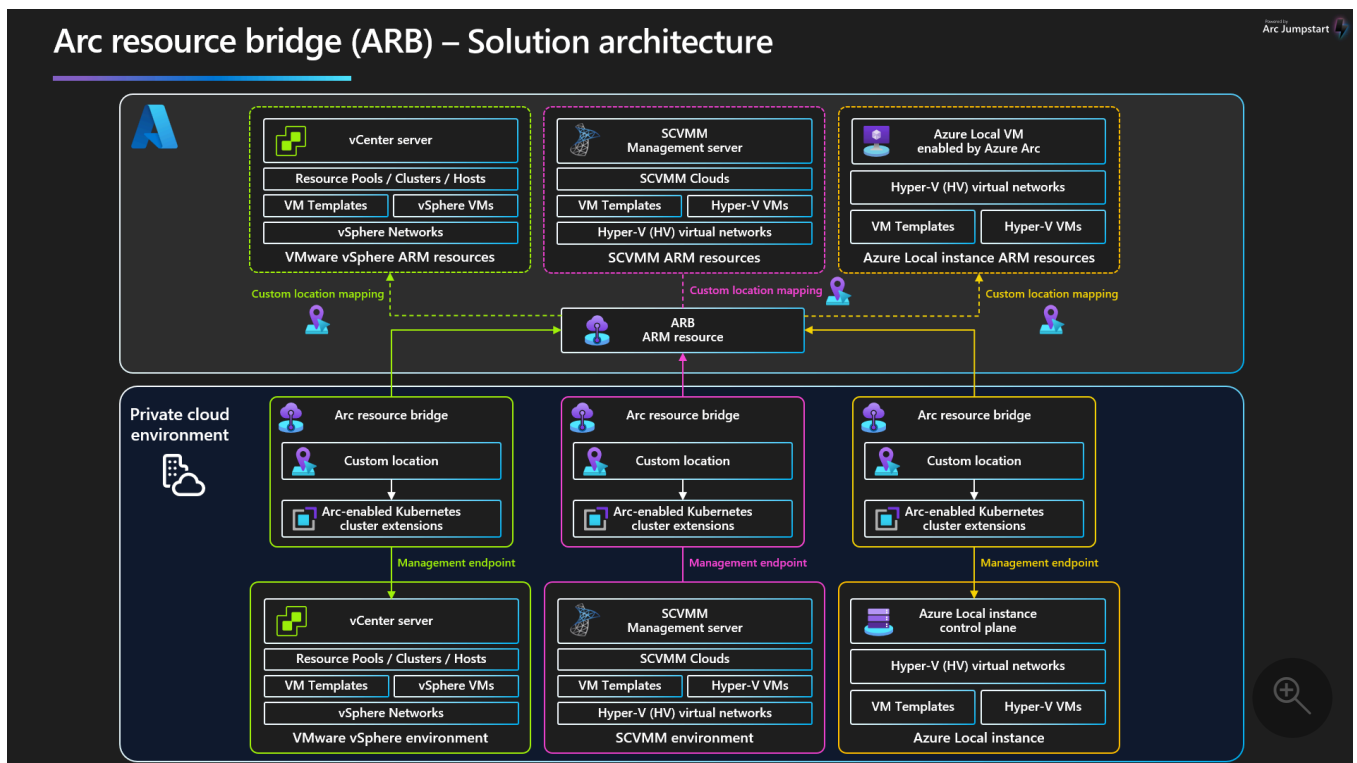 Arc resource bridge (ARB) – Solution architecture
Powered by
Arc Jumpstart
vCenter server
Resource Pools / Clusters / Hosts
VM Templates
vSphere VMs
vSphere Networks
VMware vSphere ARM resources
SCVMM
Management server
SCVMM Clouds
VM Templates
Hyper-V VMs
Hyper-V (HV) virtual networks
SCVMM ARM resources
Azure Local VM
enabled by Azure Arc
Hyper-V (HV) virtual networks
VM Templates
Hyper-V VMs
Azure Local instance ARM resources
Custom location mapping
Custom location mapping
Custom location mapping
ARB
ARM resource
Private cloud
environment
Arc resource bridge
Custom location
Arc-enabled Kubernetes
cluster extensions
Management endpoint
Arc resource bridge
Custom location
Arc-enabled Kubernetes
cluster extensions
Management endpoint
Arc resource bridge
Custom location
Arc-enabled Kubernetes
cluster extensions
Management endpoint
vCenter server
Resource Pools / Clusters / Hosts
VM Templates
vSphere VMs
vSphere Networks
VMware vSphere environment
SCVMM
Management server
SCVMM Clouds
VM Templates
Hyper-V VMs
Hyper-V (HV) virtual networks
SCVMM environment
Azure Local instance
control plane
Hyper-V (HV) virtual networks
VM Templates
Hyper-V VMs
Azure Local instance